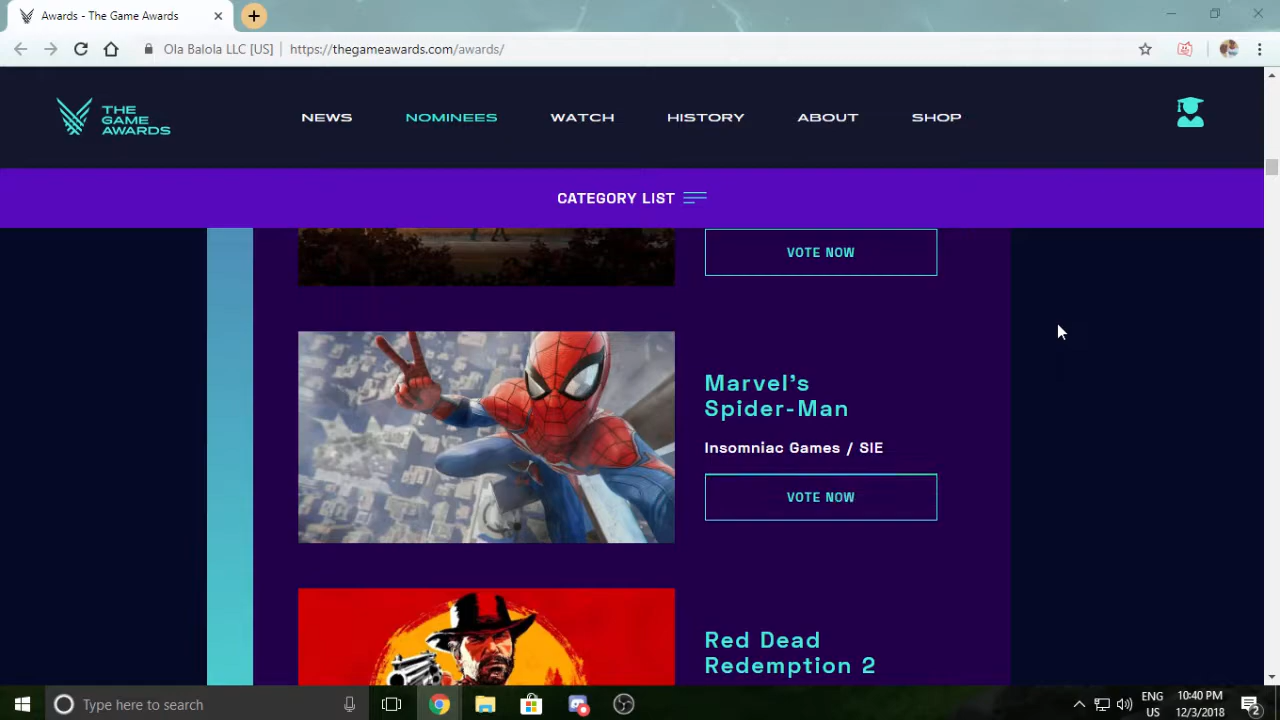 Awards - The Game Awards
Ola Balola LLC [US] | https://thegameawards.com/awards/
THE
GAME
AWARDS
NEWS NOMINEES WATCH HISTORY ABOUT SHOP
CATEGORY LIST
VOTE NOW
Marvel's
Spider-Man
Insomniac Games / SIE
VOTE NOW
Red Dead
Redemption 2
Type here to search
ENG
US
10:40 PM
12/3/2018
2